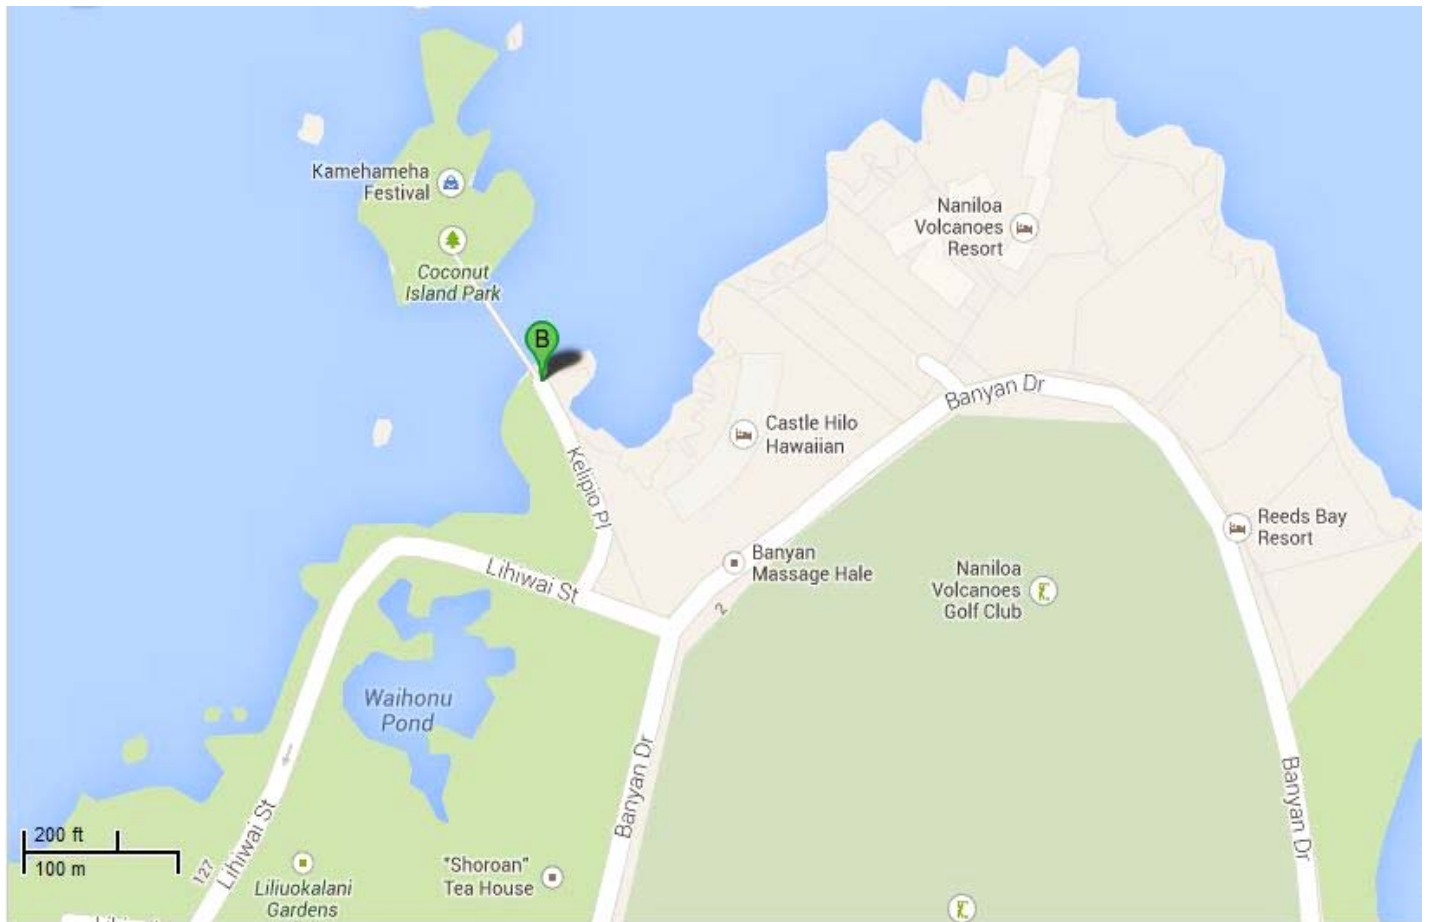 Kamehameha
Festival
Coconut
Island Park
B
Naniloa
Volcanoes
Resort
Banyan Dr
Castle Hilo
Hawaiian
Kelipio Pl
Reeds Bay
Resort
Lihiwai St
Banyan
Massage Hale
Naniloa
Volcanoes
Golf Club
2
Waihonu
Pond
Banyan Dr
Banyan Dr
200 ft
100 m
127
Lihiwai St
"Shoroan"
Tea House
Liliuokalani
Gardens